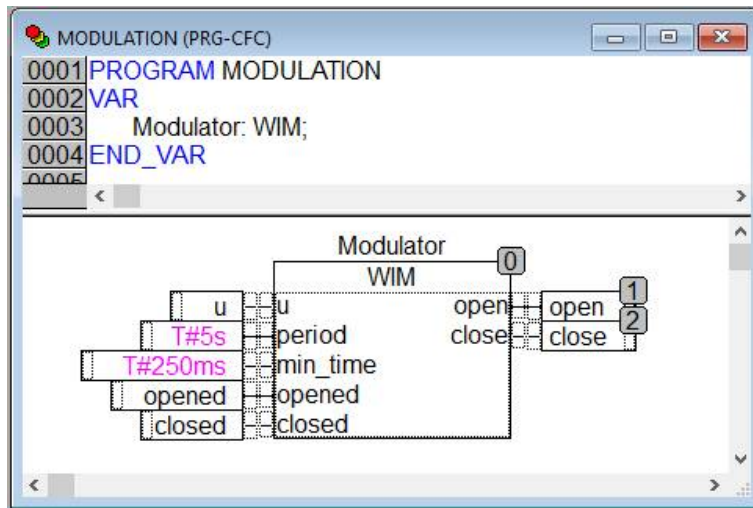 MODULATION (PRG-CFC)
0001 PROGRAM MODULATION
0002 VAR
0003 Modulator: WIM;
0004 END_VAR
0005
Modulator
0
WIM
u u open open 1
T#5s period close close 2
T#250ms min_time
opened opened
closed closed